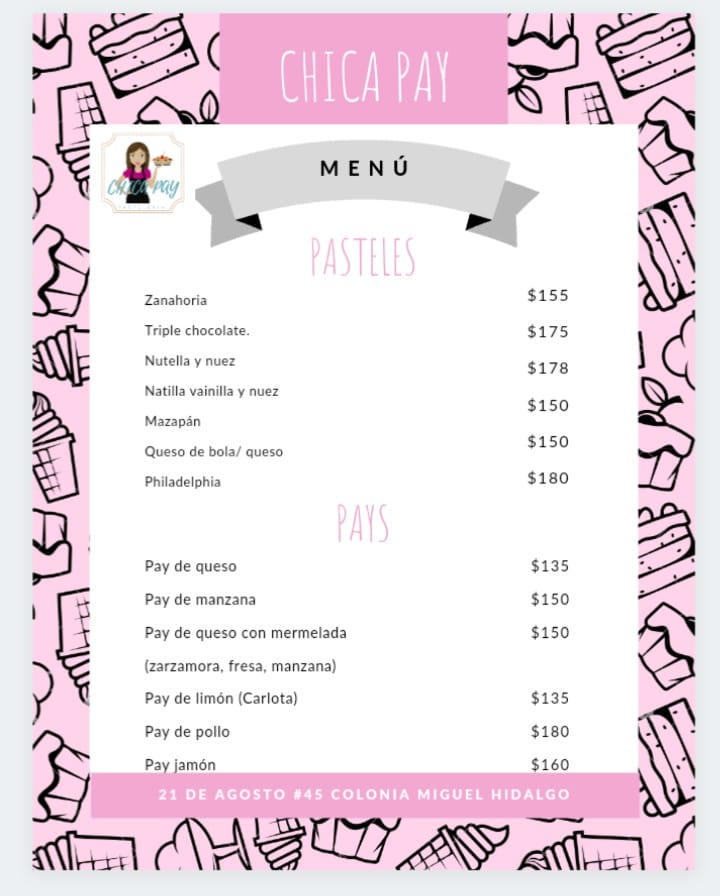 CHICA PAY
CHICA PAY
MENÚ
PASTELES
Zanahoria $155
Triple chocolate. $175
Nutella y nuez $178
Natilla vainilla y nuez $150
Mazapán $150
Queso de bola/ queso $180
Philadelphia
PAYS
Pay de queso $135
Pay de manzana $150
Pay de queso con mermelada $150
(zarzamora, fresa, manzana)
Pay de limón (Carlota) $135
Pay de pollo $180
Pay jamón $160
21 DE AGOSTO #45 COLONIA MIGUEL HIDALGO